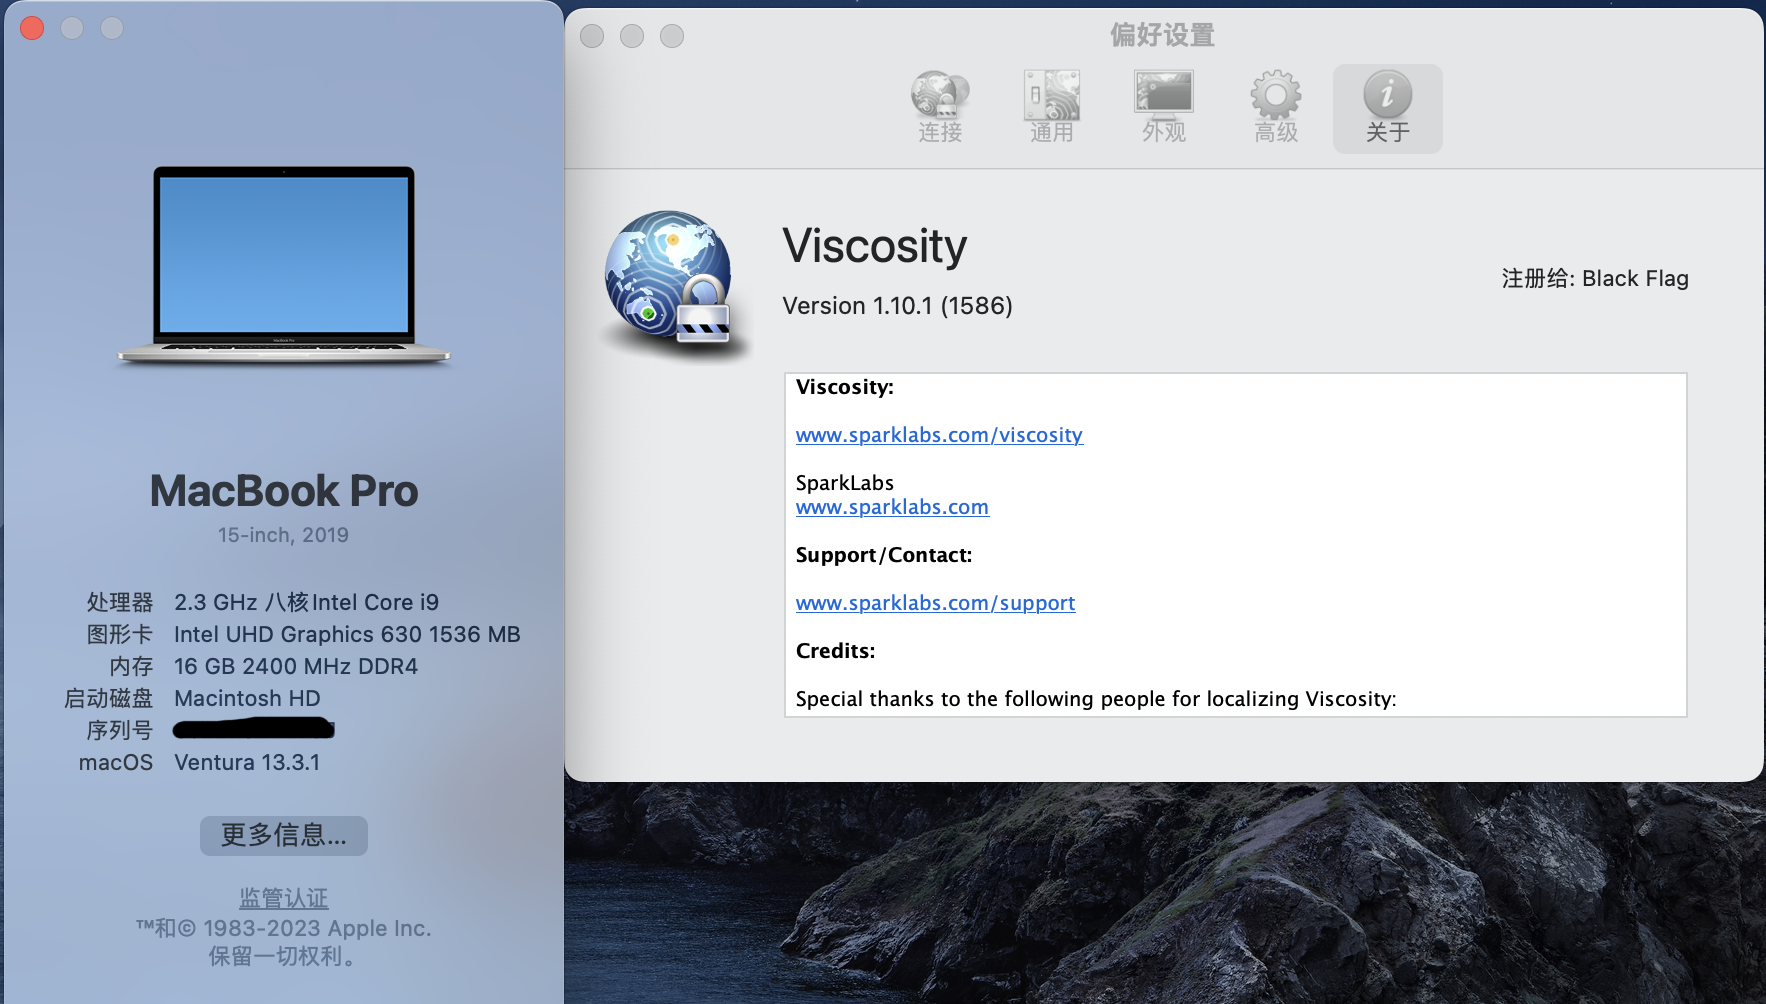 MacBook Pro
15-inch, 2019
处理器 2.3 GHz 八核Intel Core i9
图形卡 Intel UHD Graphics 630 1536 MB
内存 16 GB 2400 MHz DDR4
启动磁盘 Macintosh HD
序列号
macOS Ventura 13.3.1
更多信息...
监管认证
™和© 1983-2023 Apple Inc.
保留一切权利。
偏好设置
连接 通用 外观 高级 关于
Viscosity
Version 1.10.1 (1586)
注册给: Black Flag
Viscosity:
www.sparklabs.com/viscosity
SparkLabs
www.sparklabs.com
Support/Contact:
www.sparklabs.com/support
Credits:
Special thanks to the following people for localizing Viscosity: